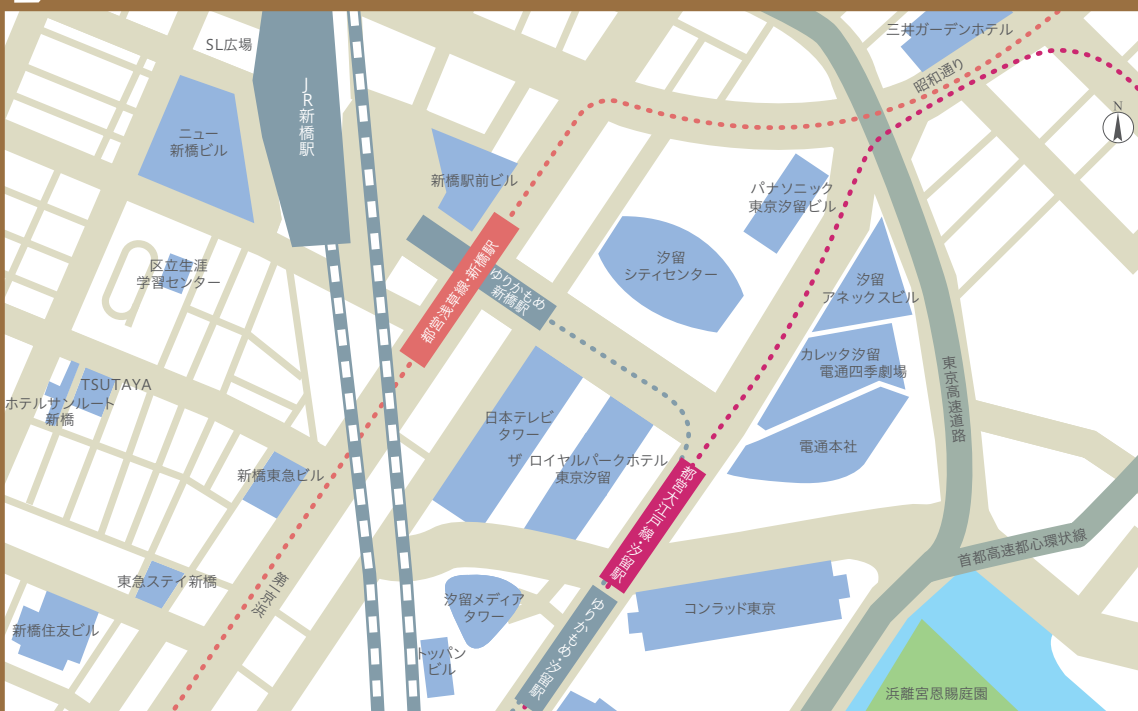 SL広場
JR新橋駅
三井ガーデンホテル
昭和通り
N
ニュー
新橋ビル
新橋駅前ビル
パナソニック
東京汐留ビル
都営浅草線・新橋駅
ゆりかもめ
新橋駅
汐留
シティセンター
区立生涯
学習センター
汐留
アネックスビル
カレッタ汐留
電通四季劇場
東京高速道路
TSUTAYA
ホテルサンルート
新橋
日本テレビ
タワー
ザ ロイヤルパークホテル
東京汐留
電通本社
新橋東急ビル
都営大江戸線・汐留駅
首都高速都心環状線
東急ステイ新橋
第一京浜
汐留メディア
タワー
ゆりかもめ・汐留駅
コンラッド東京
新橋住友ビル
トッパン
ビル
浜離宮恩賜庭園